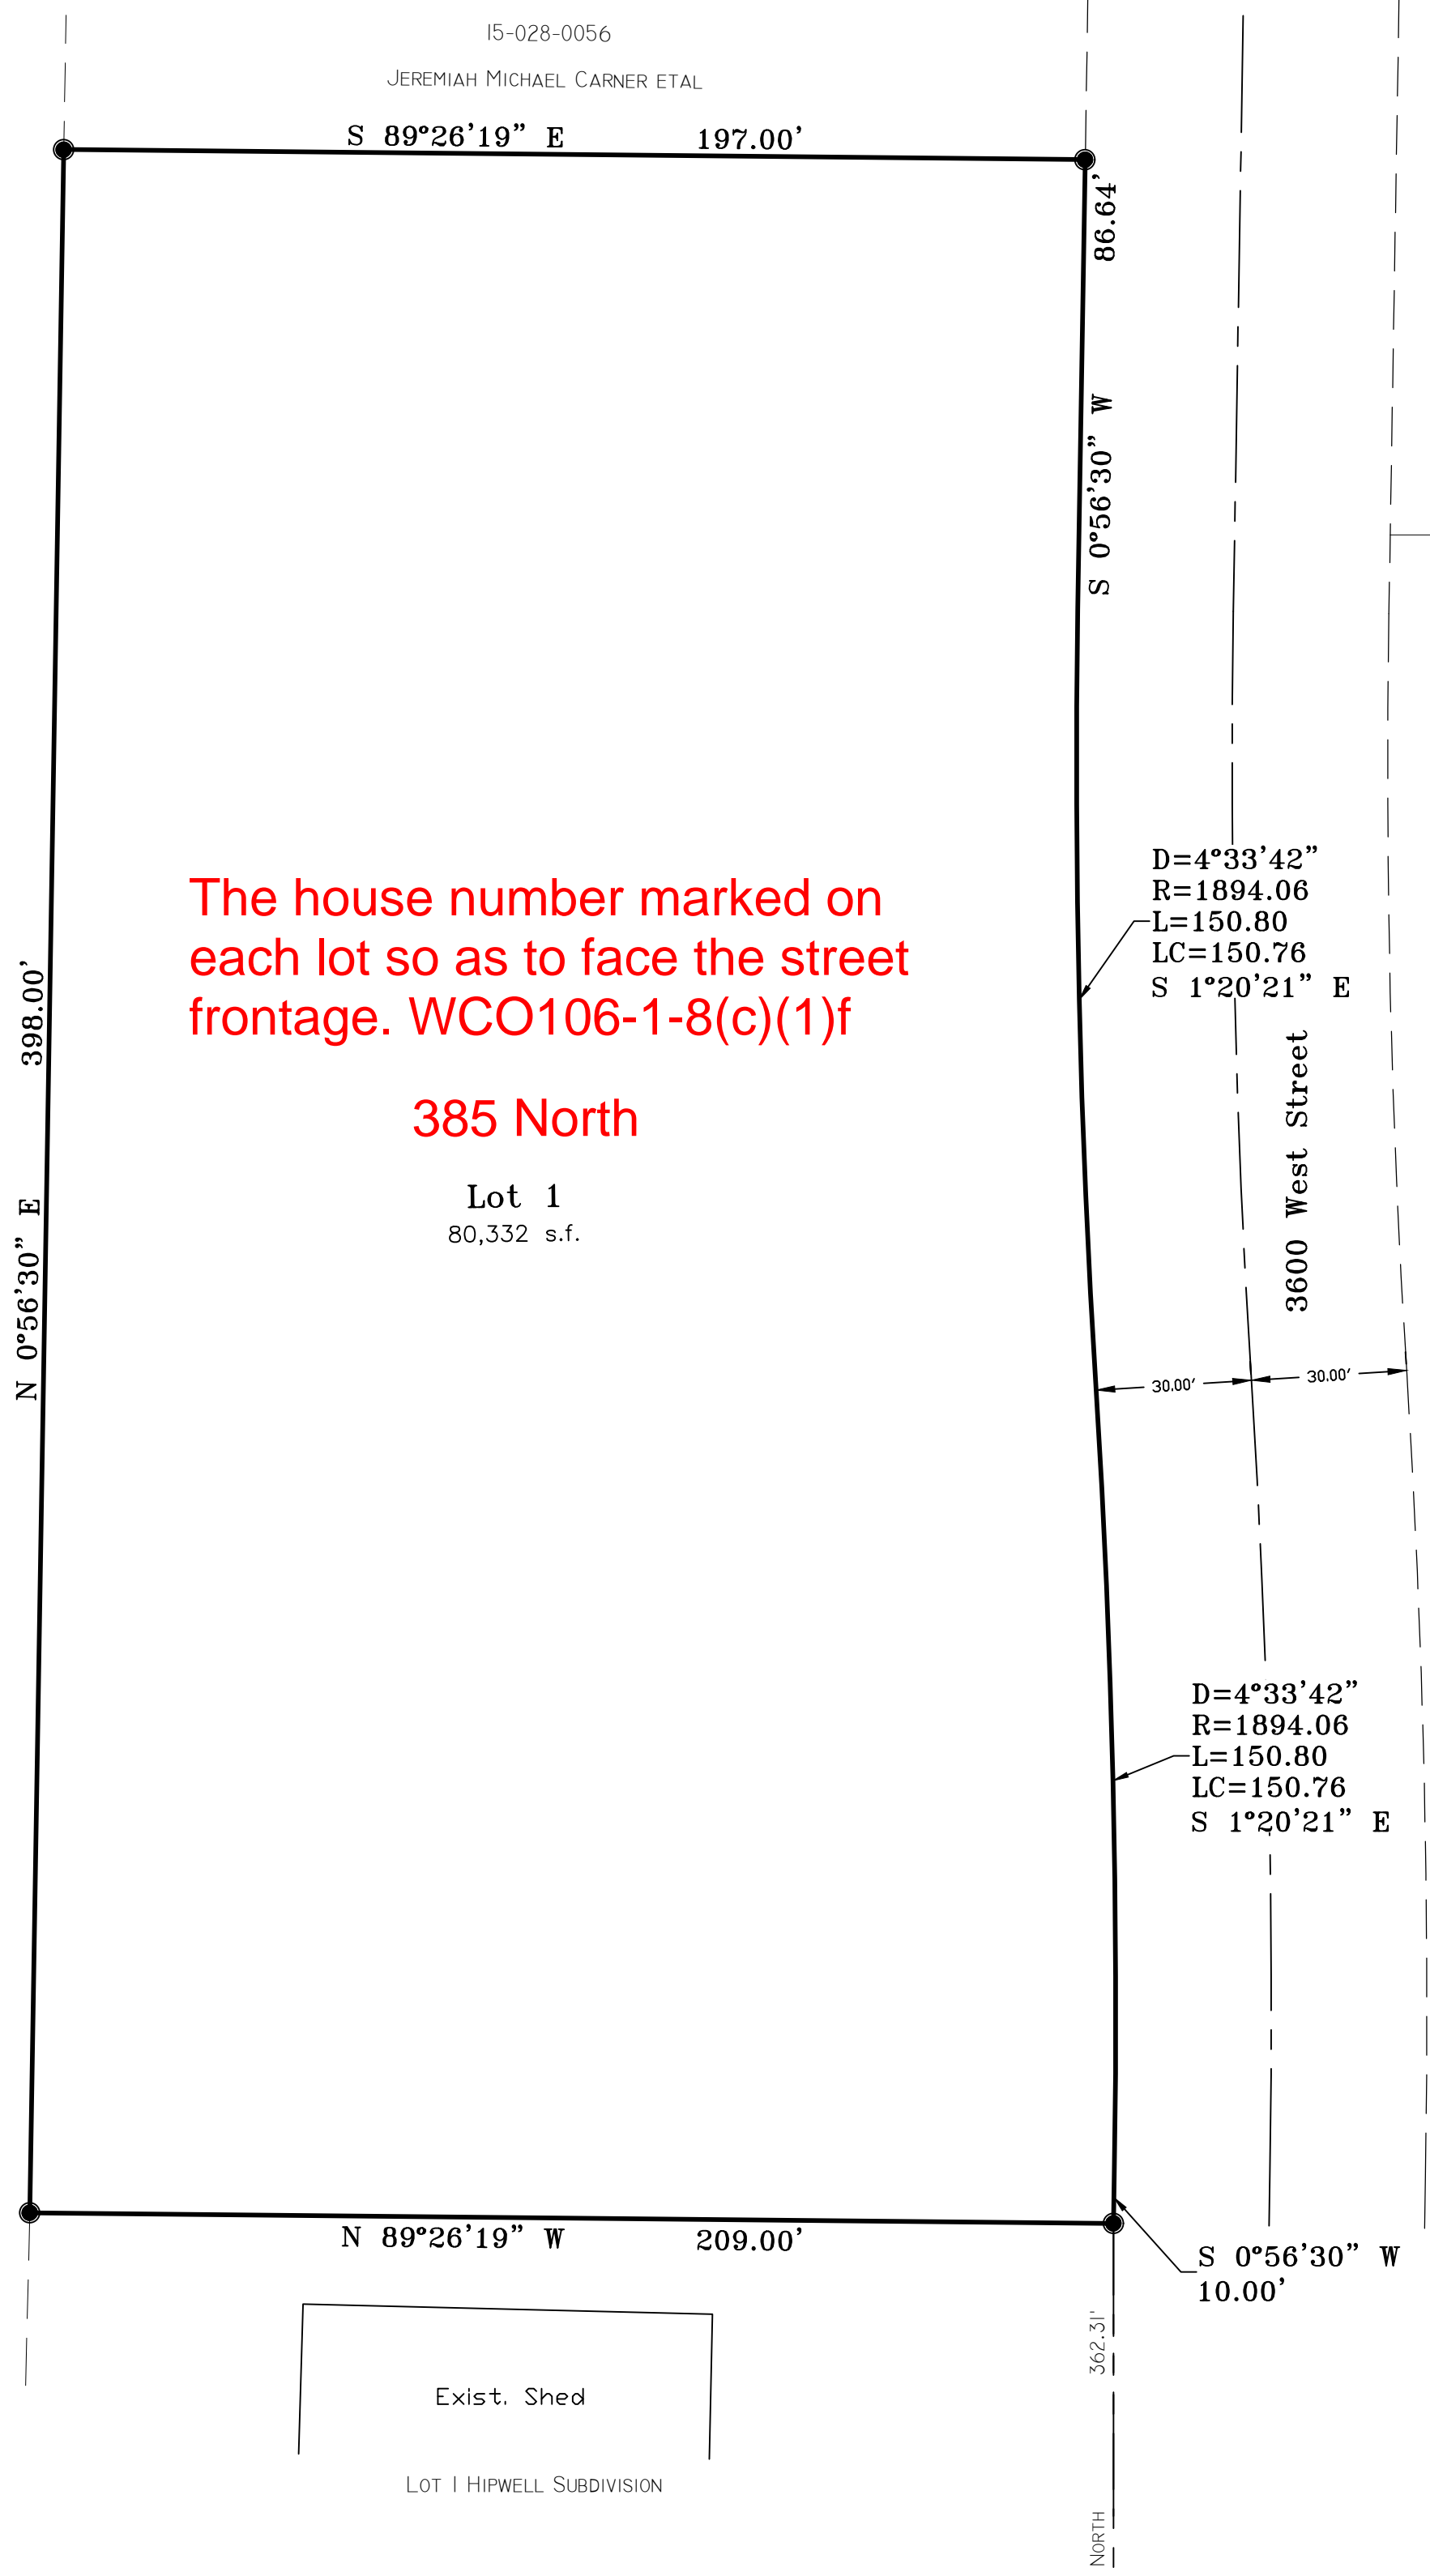 15-028-0056
JEREMIAH MICHAEL CARNER ETAL
S 89°26'19" E 197.00'
86.64'
S 0°56'30" W
The house number marked on
each lot so as to face the street
frontage. WCO106-1-8(c)(1)f
385 North
Lot 1
80,332 s.f.
N 0°56'30" E 398.00'
D=4°33'42"
R=1894.06
L=150.80
LC=150.76
S 1°20'21" E
3600 West Street
30.00'
30.00'
D=4°33'42"
R=1894.06
L=150.80
LC=150.76
S 1°20'21" E
N 89°26'19" W 209.00'
S 0°56'30" W
10.00'
Exist. Shed
LOT 1 HIPWELL SUBDIVISION
NORTH 362.31'